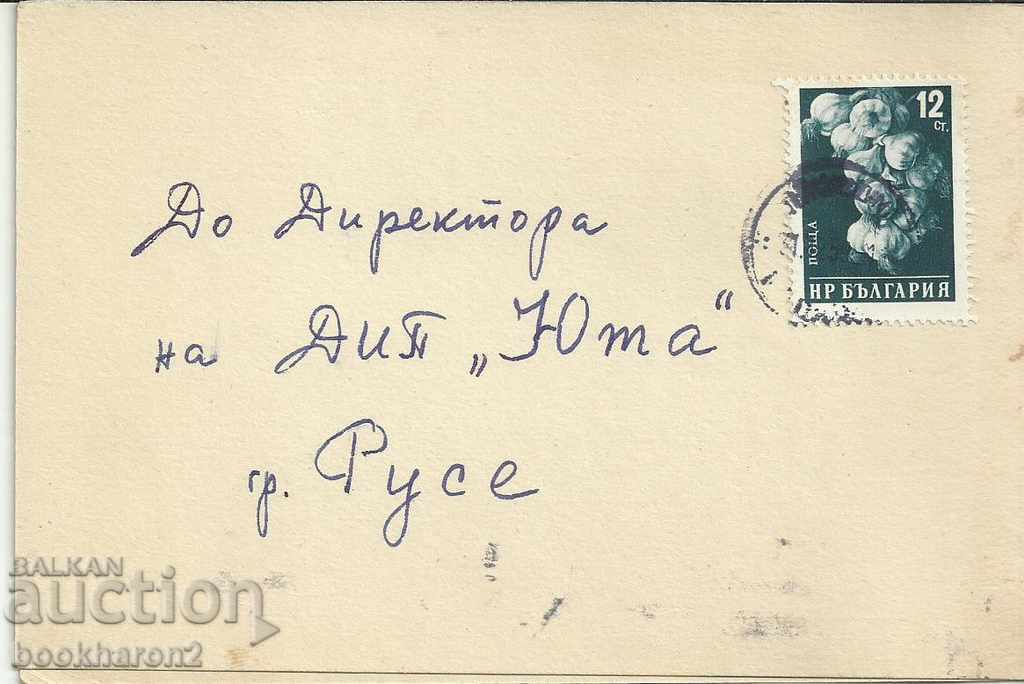 12
СТ.
ПОЩА
НР БЪЛГАРИЯ
До Директора
на ДИП „Юта"
гр. Русе
BALKAN
auction
bookharon2